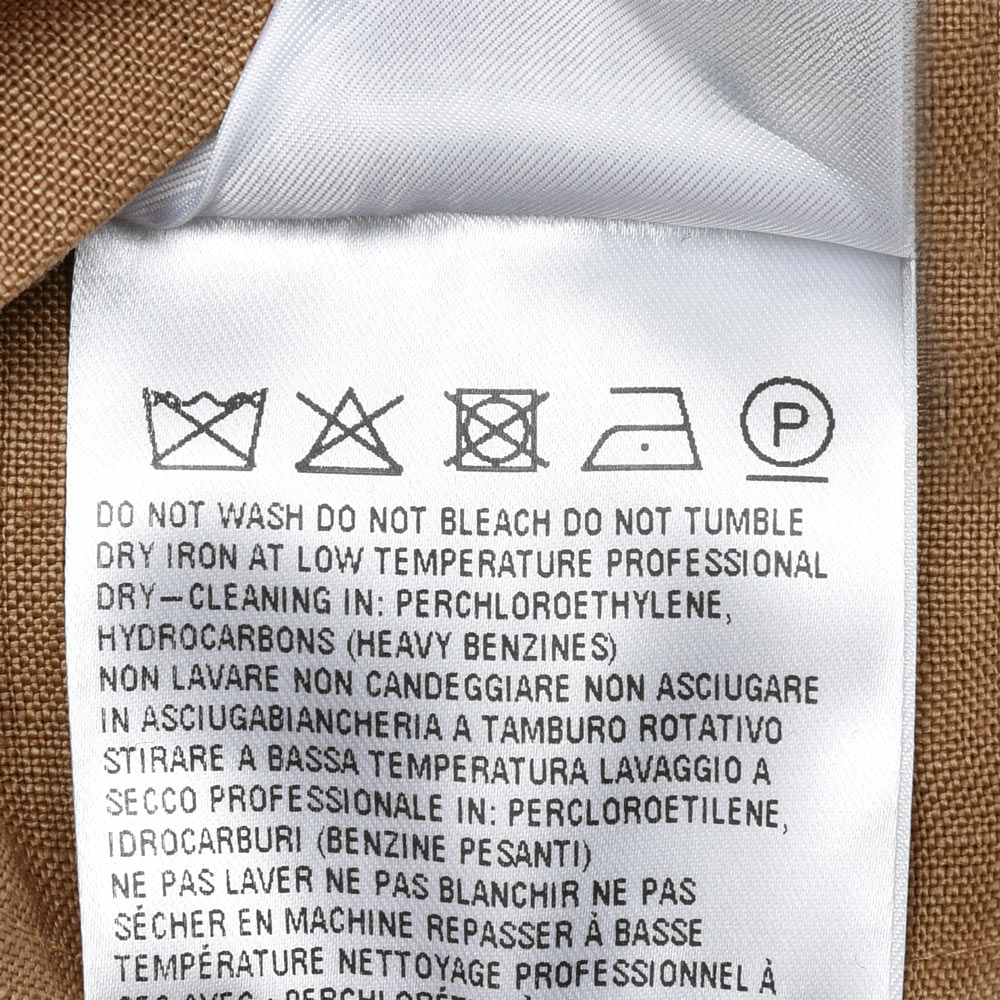 P
DO NOT WASH DO NOT BLEACH DO NOT TUMBLE
DRY IRON AT LOW TEMPERATURE PROFESSIONAL
DRY-CLEANING IN: PERCHLOROETHYLENE,
HYDROCARBONS (HEAVY BENZINES)
NON LAVARE NON CANDEGGIARE NON ASCIUGARE
IN ASCIUGABIANCHERIA A TAMBURO ROTATIVO
STIRARE A BASSA TEMPERATURA LAVAGGIO A
SECCO PROFESSIONALE IN: PERCLOROETILENE,
IDROCARBURI (BENZINE PESANTI)
NE PAS LAVER NE PAS BLANCHIR NE PAS
SÉCHER EN MACHINE REPASSER À BASSE
TEMPÉRATURE NETTOYAGE PROFESSIONNEL À
SEC AVEC :